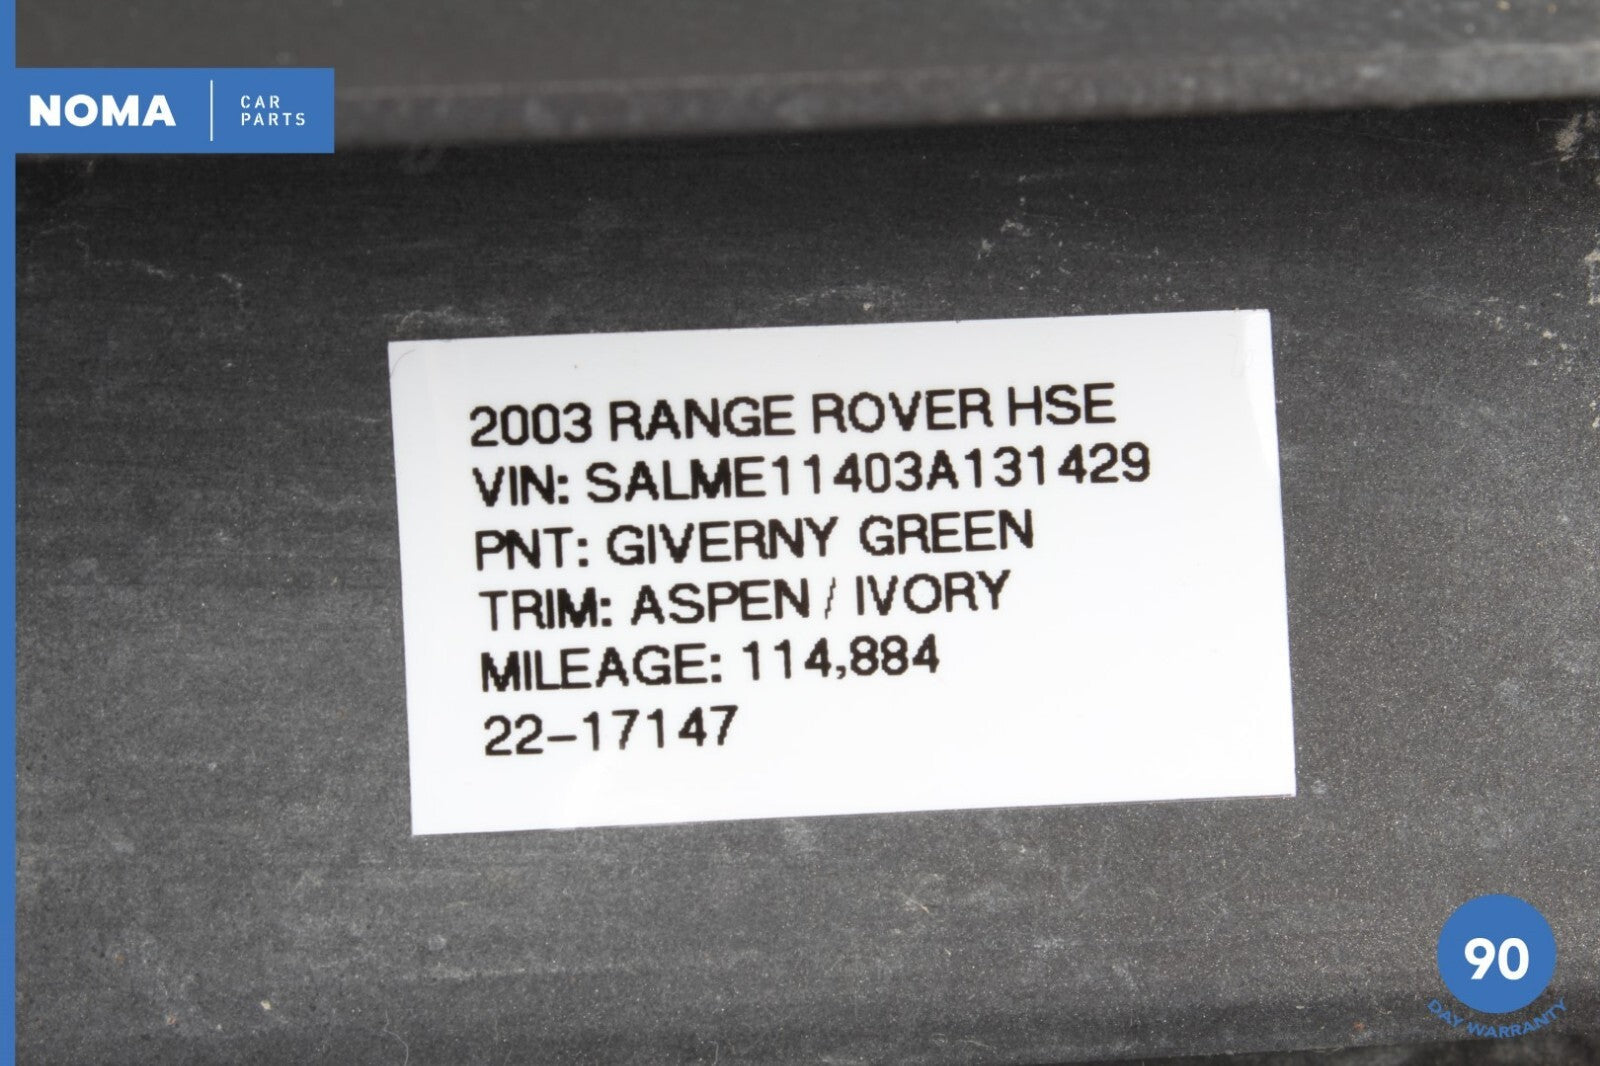 NOMA
CAR
PARTS
2003 RANGE ROVER HSE
VIN: SALME11403A131429
PNT: GIVERNY GREEN
TRIM: ASPEN / IVORY
MILEAGE: 114,884
22-17147
90
DAY WARRANTY